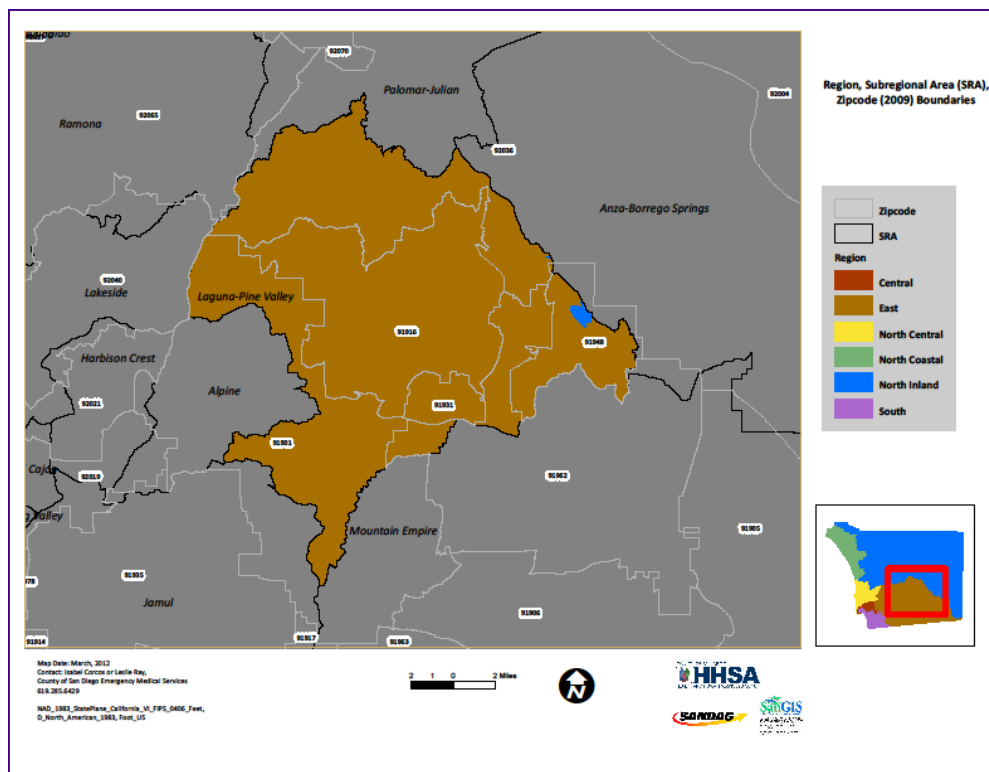 92070
Palomar-Julian
92004
Ramona
92065
92036
Anza-Borrego Springs
92040
Lakeside
Laguna-Pine Valley
91916
91948
Harbison Crest
Alpine
92021
91931
91901
92019
91962
Mountain Empire
91905
91935
Jamul
91906
91914
91917
91963
Region, Subregional Area (SRA),
Zipcode (2009) Boundaries
Zipcode
SRA
Region
Central
East
North Central
North Coastal
North Inland
South
Map Date: March, 2012
Contact: Isabel Corcos or Leslie Ray,
County of San Diego Emergency Medical Services
619.285.6429
NAD_1983_StatePlane_California_VI_FIPS_0406_Feet,
D_North_American_1983, Foot_US
2 1 0 2 Miles
N
HHSA
SANDAG
SanGIS